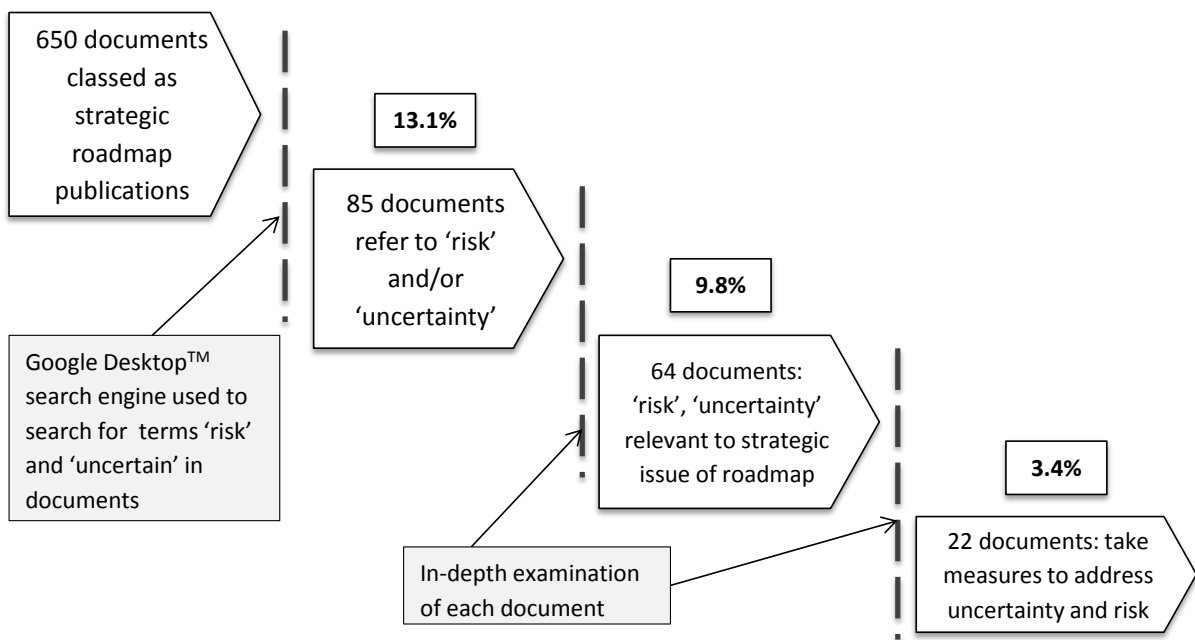 650 documents
classed as
strategic
roadmap
publications
13.1%
85 documents
refer to ‘risk’
and/or
‘uncertainty’
9.8%
64 documents:
‘risk’, ‘uncertainty’
relevant to strategic
issue of roadmap
3.4%
22 documents: take
measures to address
uncertainty and risk
Google Desktop™
search engine used to
search for terms ‘risk’
and ‘uncertain’ in
documents
In-depth examination
of each document